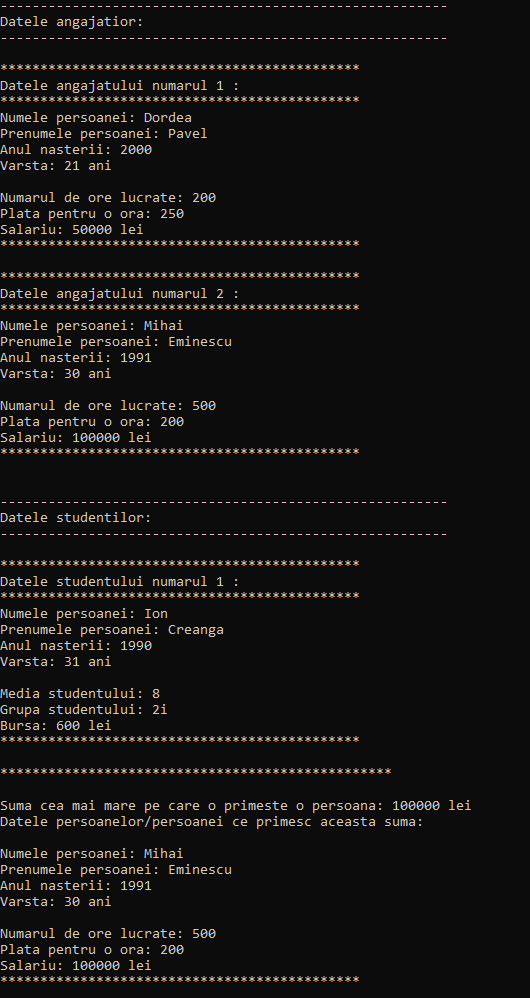 --------------------------------------------------------
Datele angajatior:
--------------------------------------------------------
*********************************************
Datele angajatului numarul 1 :
*********************************************
Numele persoanei: Dordea
Prenumele persoanei: Pavel
Anul nasterii: 2000
Varsta: 21 ani
Numarul de ore lucrate: 200
Plata pentru o ora: 250
Salariu: 50000 lei
*********************************************
*********************************************
Datele angajatului numarul 2 :
*********************************************
Numele persoanei: Mihai
Prenumele persoanei: Eminescu
Anul nasterii: 1991
Varsta: 30 ani
Numarul de ore lucrate: 500
Plata pentru o ora: 200
Salariu: 100000 lei
*********************************************
--------------------------------------------------------
Datele studentilor:
--------------------------------------------------------
*********************************************
Datele studentului numarul 1 :
*********************************************
Numele persoanei: Ion
Prenumele persoanei: Creanga
Anul nasterii: 1990
Varsta: 31 ani
Media studentului: 8
Grupa studentului: 2i
Bursa: 600 lei
*********************************************
*************************************************
Suma cea mai mare pe care o primeste o persoana: 100000 lei
Datele persoanelor/persoanei ce primesc aceasta suma:
Numele persoanei: Mihai
Prenumele persoanei: Eminescu
Anul nasterii: 1991
Varsta: 30 ani
Numarul de ore lucrate: 500
Plata pentru o ora: 200
Salariu: 100000 lei
*********************************************